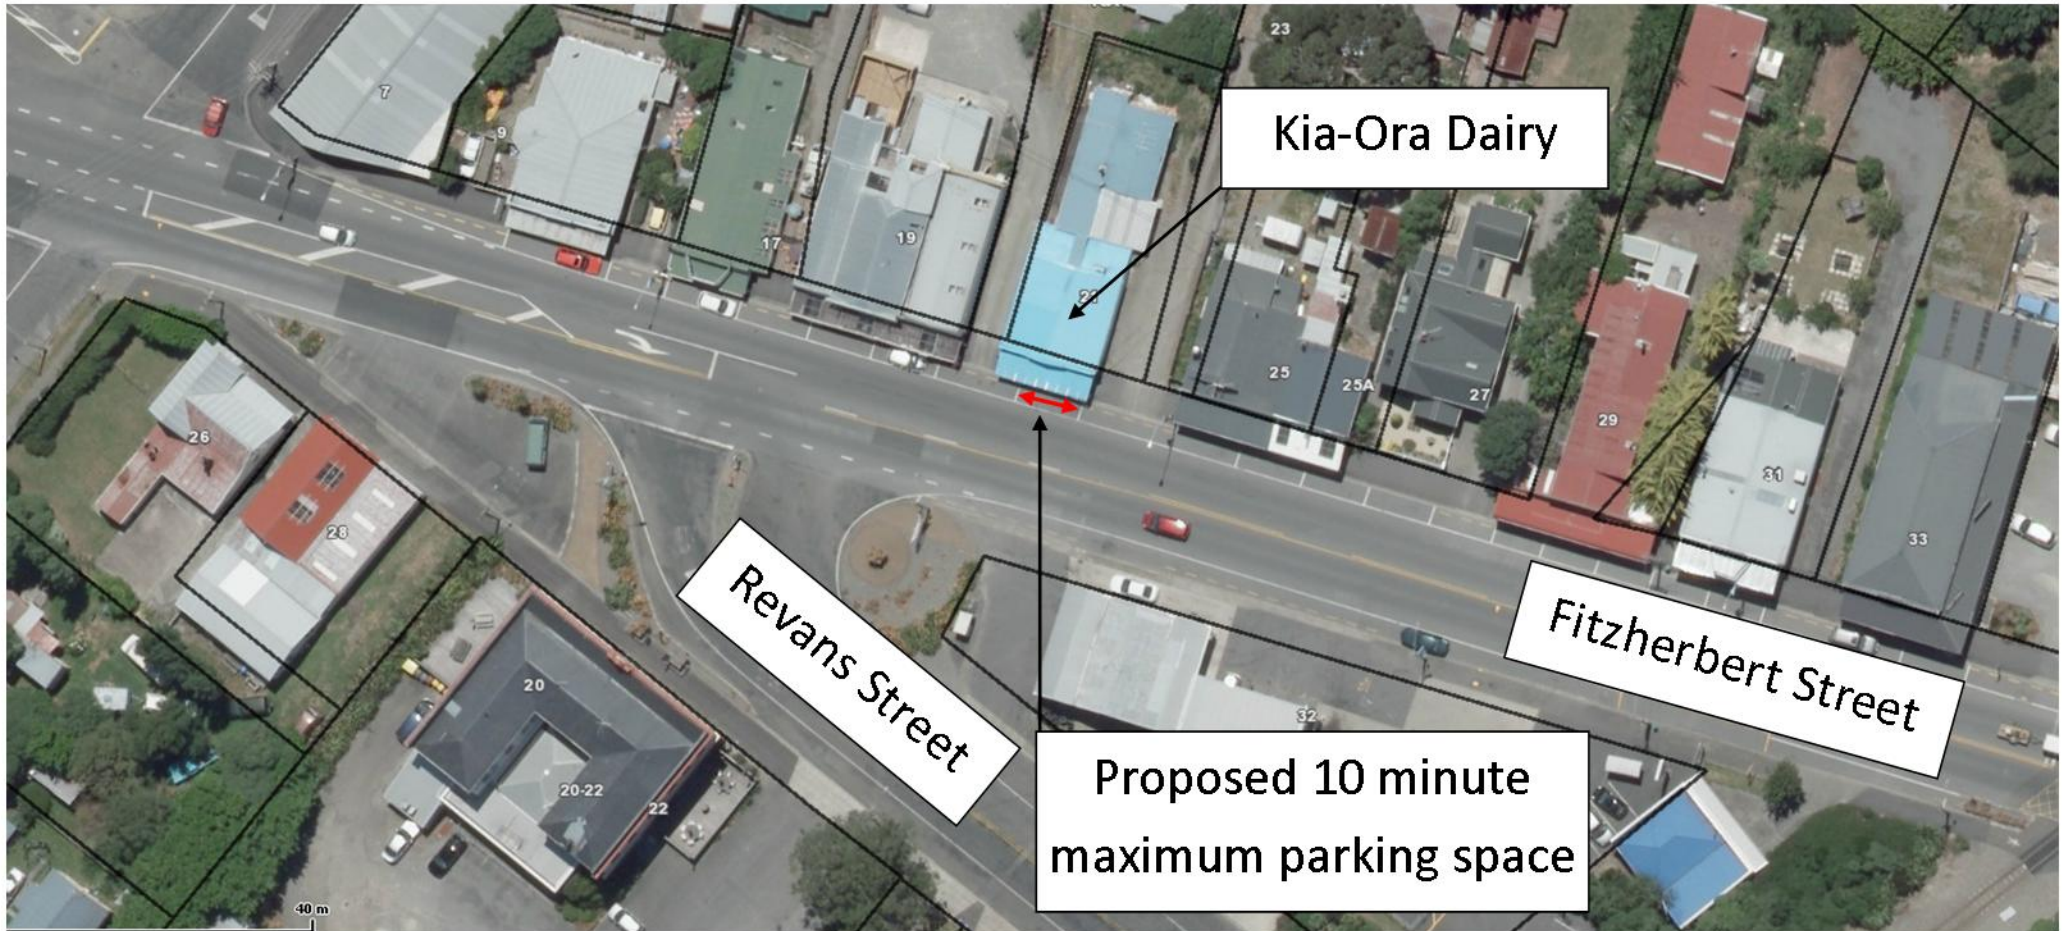 23
7
9
17
19
21
25
25A
27
29
31
33
26
28
20
20-22
22
32
Kia-Ora Dairy
Revans Street
Fitzherbert Street
Proposed 10 minute
maximum parking space
40 m